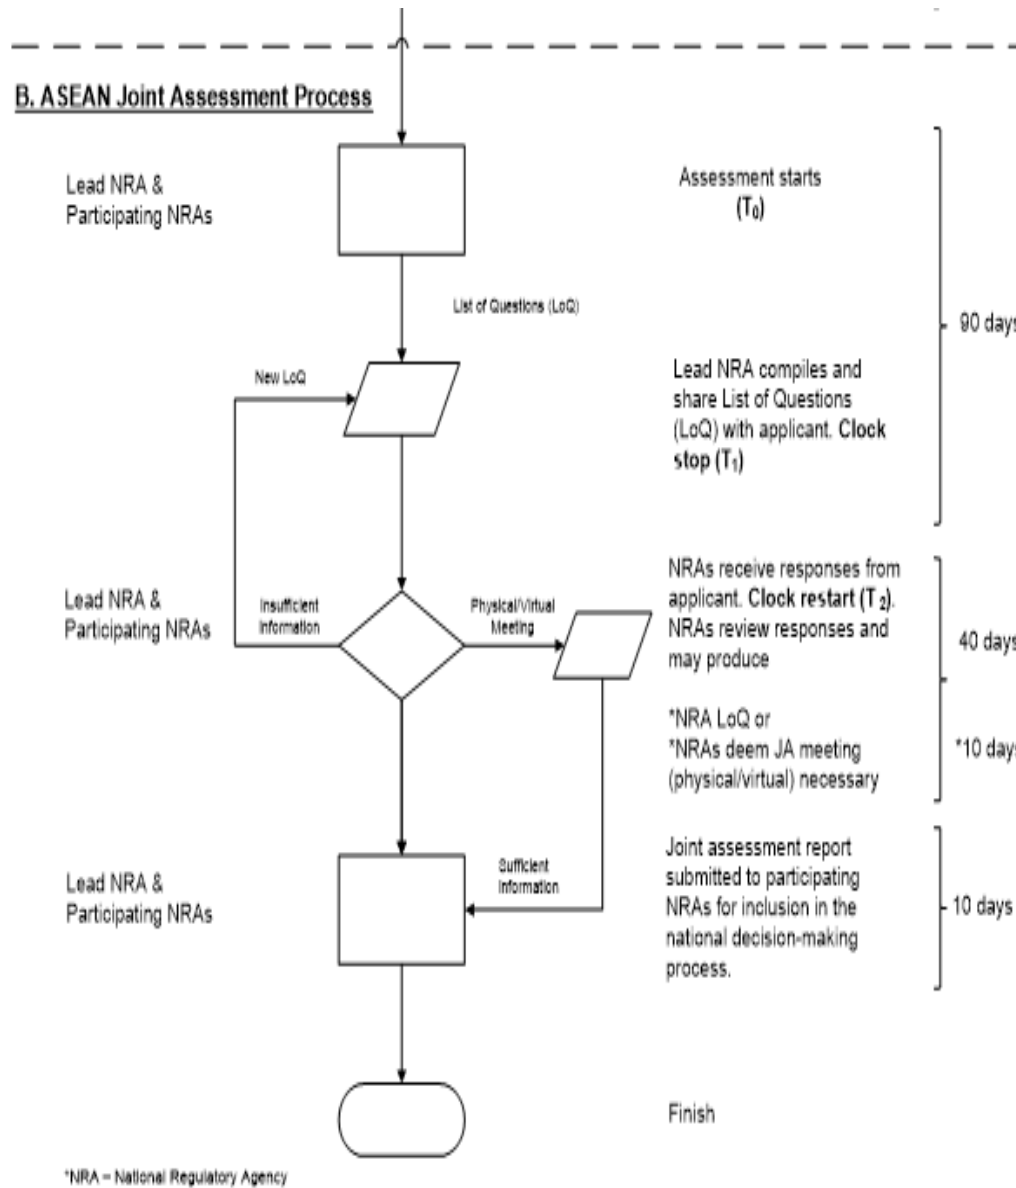 B. ASEAN Joint Assessment Process
Lead NRA &
Participating NRAs
Assessment starts
(T0)
List of Questions (LoQ)
90 days
New LoQ
Lead NRA compiles and
share List of Questions
(LoQ) with applicant. Clock
stop (T1)
Lead NRA &
Participating NRAs
Insufficient
Information
Physical/Virtual
Meeting
NRAs receive responses from
applicant. Clock restart (T 2).
NRAs review responses and
may produce
40 days
*NRA LoQ or
*NRAs deem JA meeting
(physical/virtual) necessary
*10 days
Lead NRA &
Participating NRAs
Sufficient
Information
Joint assessment report
submitted to participating
NRAs for inclusion in the
national decision-making
process.
10 days
Finish
*NRA = National Regulatory Agency